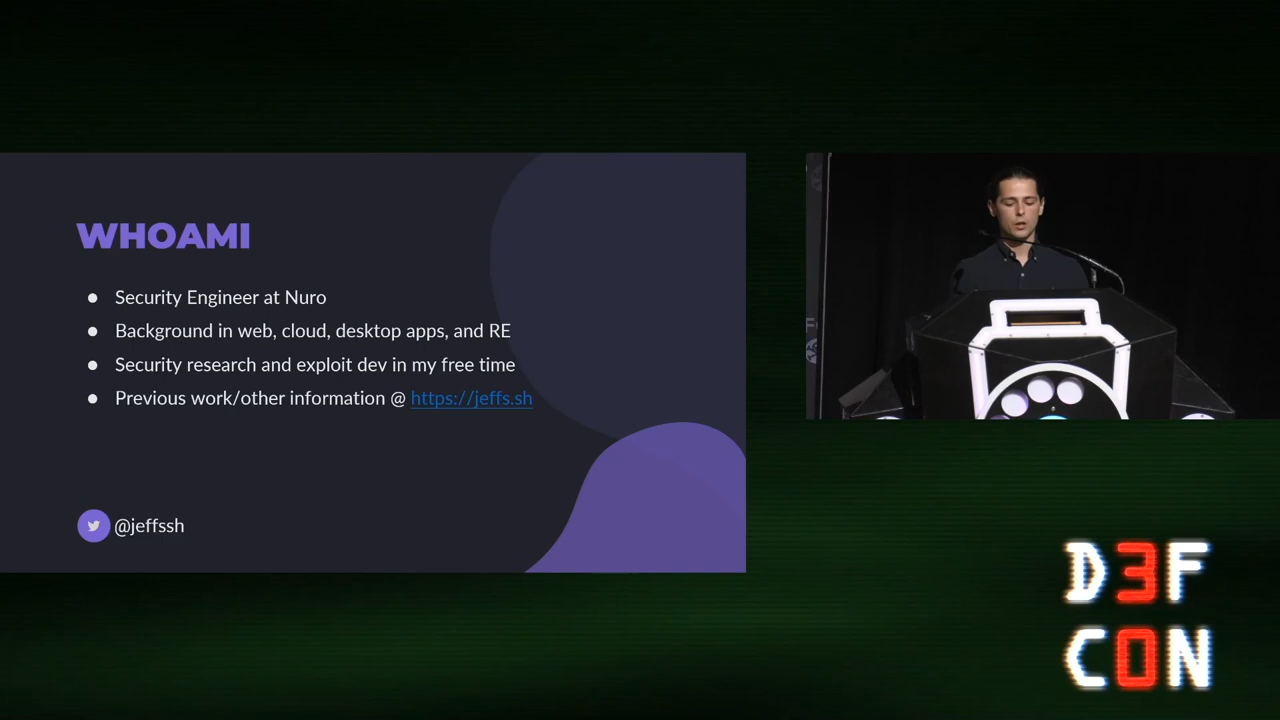 WHOAMI
● Security Engineer at Nuro
● Background in web, cloud, desktop apps, and RE
● Security research and exploit dev in my free time
● Previous work/other information @ https://jeffs.sh
@jeffssh
D3F
C0N